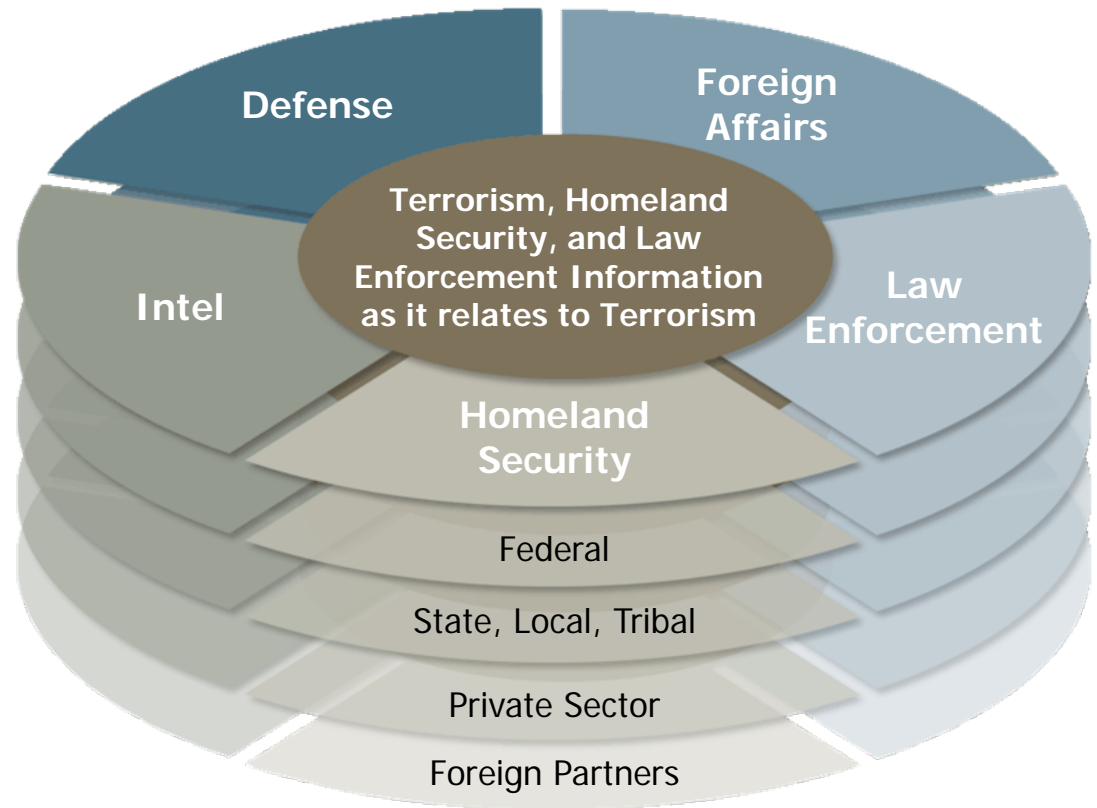 Defense
Foreign
Affairs
Terrorism, Homeland
Security, and Law
Enforcement Information
as it relates to Terrorism
Intel
Law
Enforcement
Homeland
Security
Federal
State, Local, Tribal
Private Sector
Foreign Partners